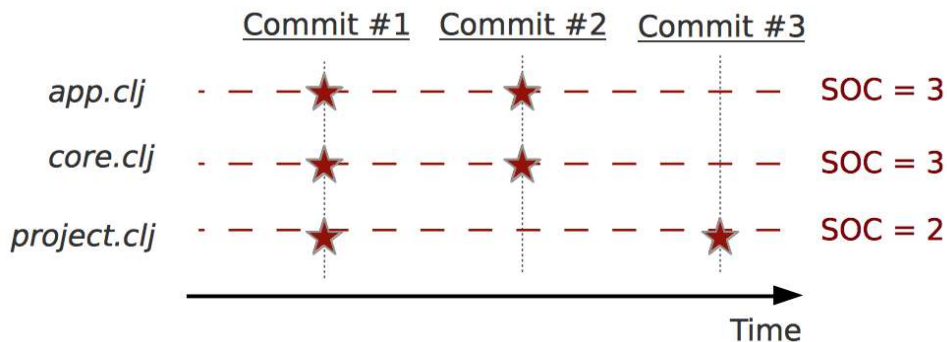 Commit #1 Commit #2 Commit #3
app.clj SOC = 3
core.clj SOC = 3
project.clj SOC = 2
Time